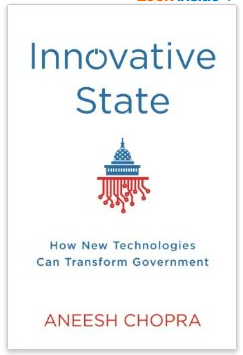 Innovative
State
How New Technologies
Can Transform Government
ANEESH CHOPRA